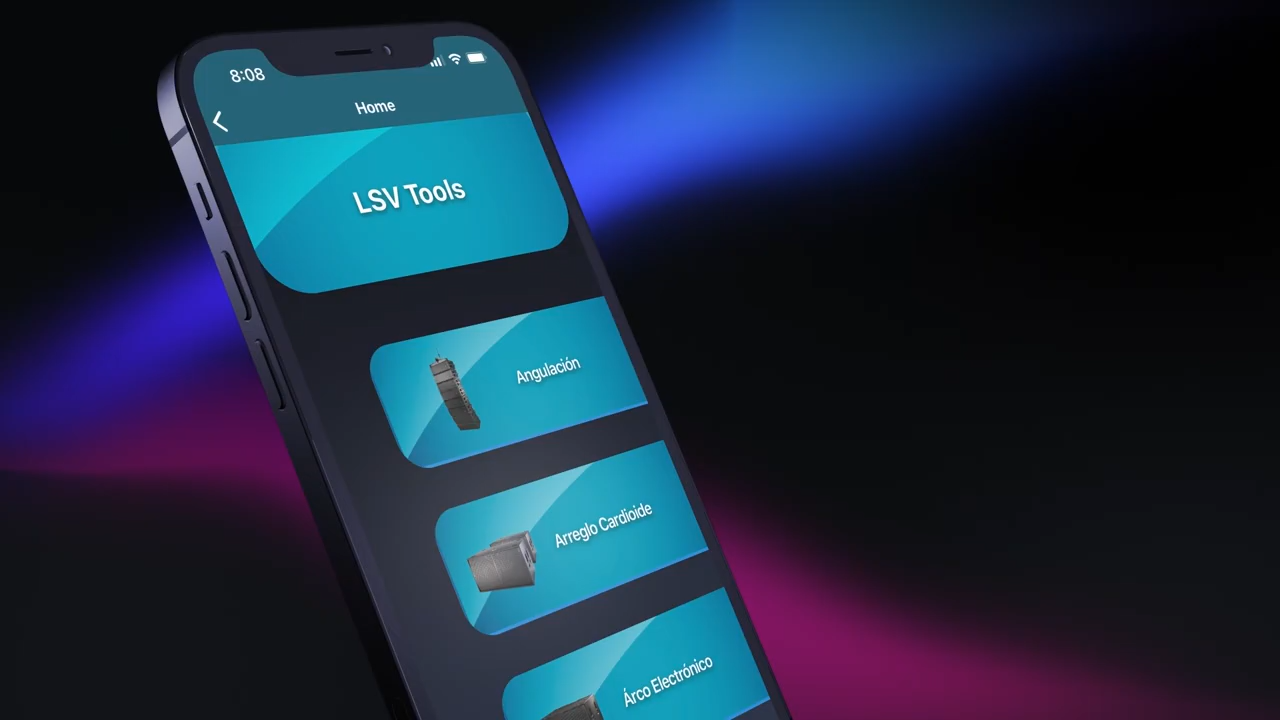 8:08
Home
LSV Tools
Angulación
Arreglo Cardioide
Árco Electrónico